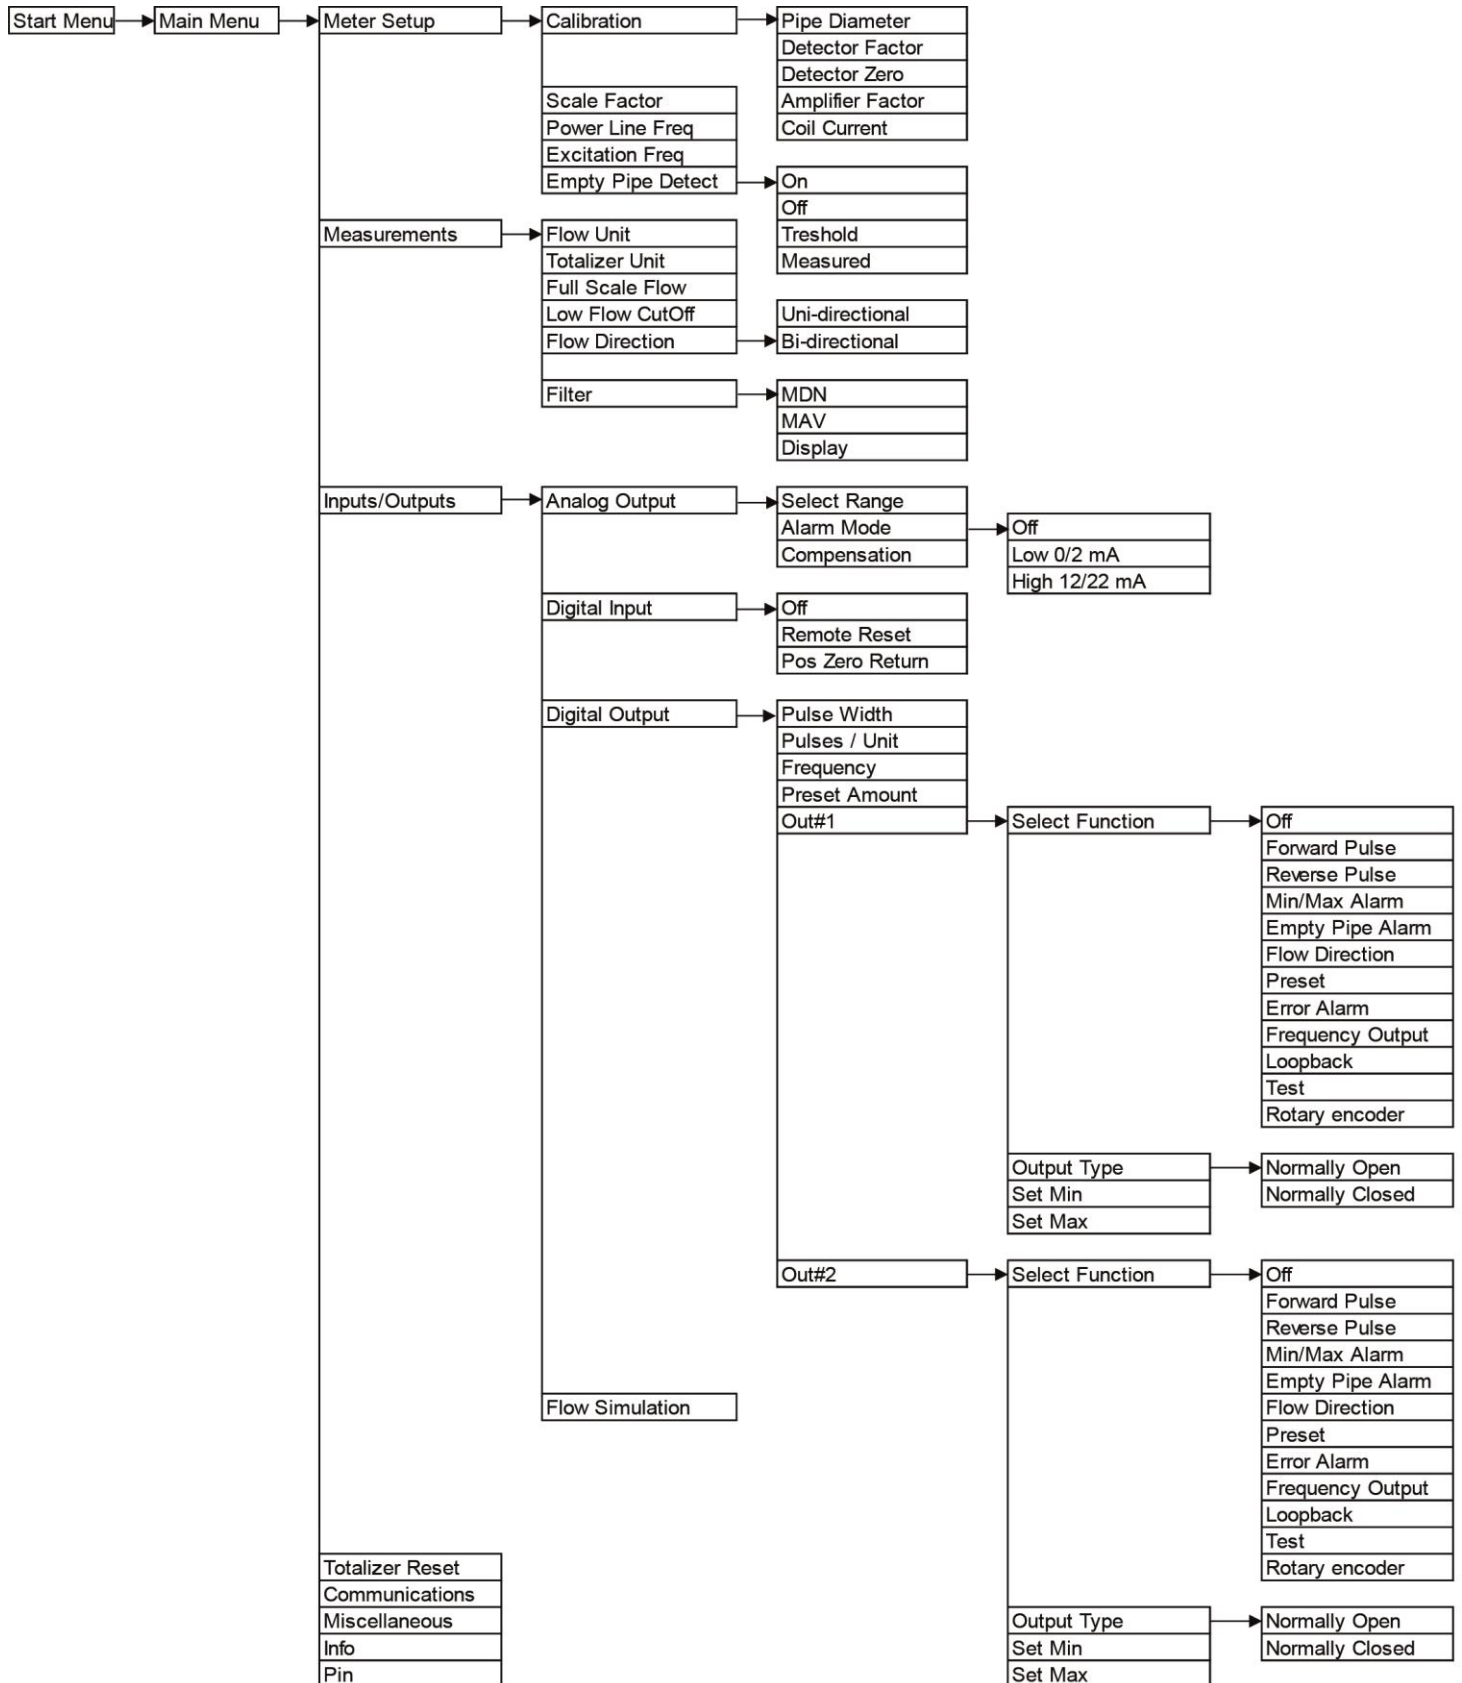 Start Menu
Main Menu
Meter Setup
Calibration
Pipe Diameter
Detector Factor
Detector Zero
Amplifier Factor
Coil Current
Scale Factor
Power Line Freq
Excitation Freq
Empty Pipe Detect
On
Off
Treshold
Measured
Measurements
Flow Unit
Totalizer Unit
Full Scale Flow
Low Flow CutOff
Flow Direction
Uni-directional
Bi-directional
Filter
MDN
MAV
Display
Inputs/Outputs
Analog Output
Select Range
Alarm Mode
Compensation
Off
Low 0/2 mA
High 12/22 mA
Digital Input
Off
Remote Reset
Pos Zero Return
Digital Output
Pulse Width
Pulses / Unit
Frequency
Preset Amount
Out#1
Select Function
Off
Forward Pulse
Reverse Pulse
Min/Max Alarm
Empty Pipe Alarm
Flow Direction
Preset
Error Alarm
Frequency Output
Loopback
Test
Rotary encoder
Output Type
Set Min
Set Max
Normally Open
Normally Closed
Out#2
Select Function
Off
Forward Pulse
Reverse Pulse
Min/Max Alarm
Empty Pipe Alarm
Flow Direction
Preset
Error Alarm
Frequency Output
Loopback
Test
Rotary encoder
Output Type
Set Min
Set Max
Normally Open
Normally Closed
Flow Simulation
Totalizer Reset
Communications
Miscellaneous
Info
Pin